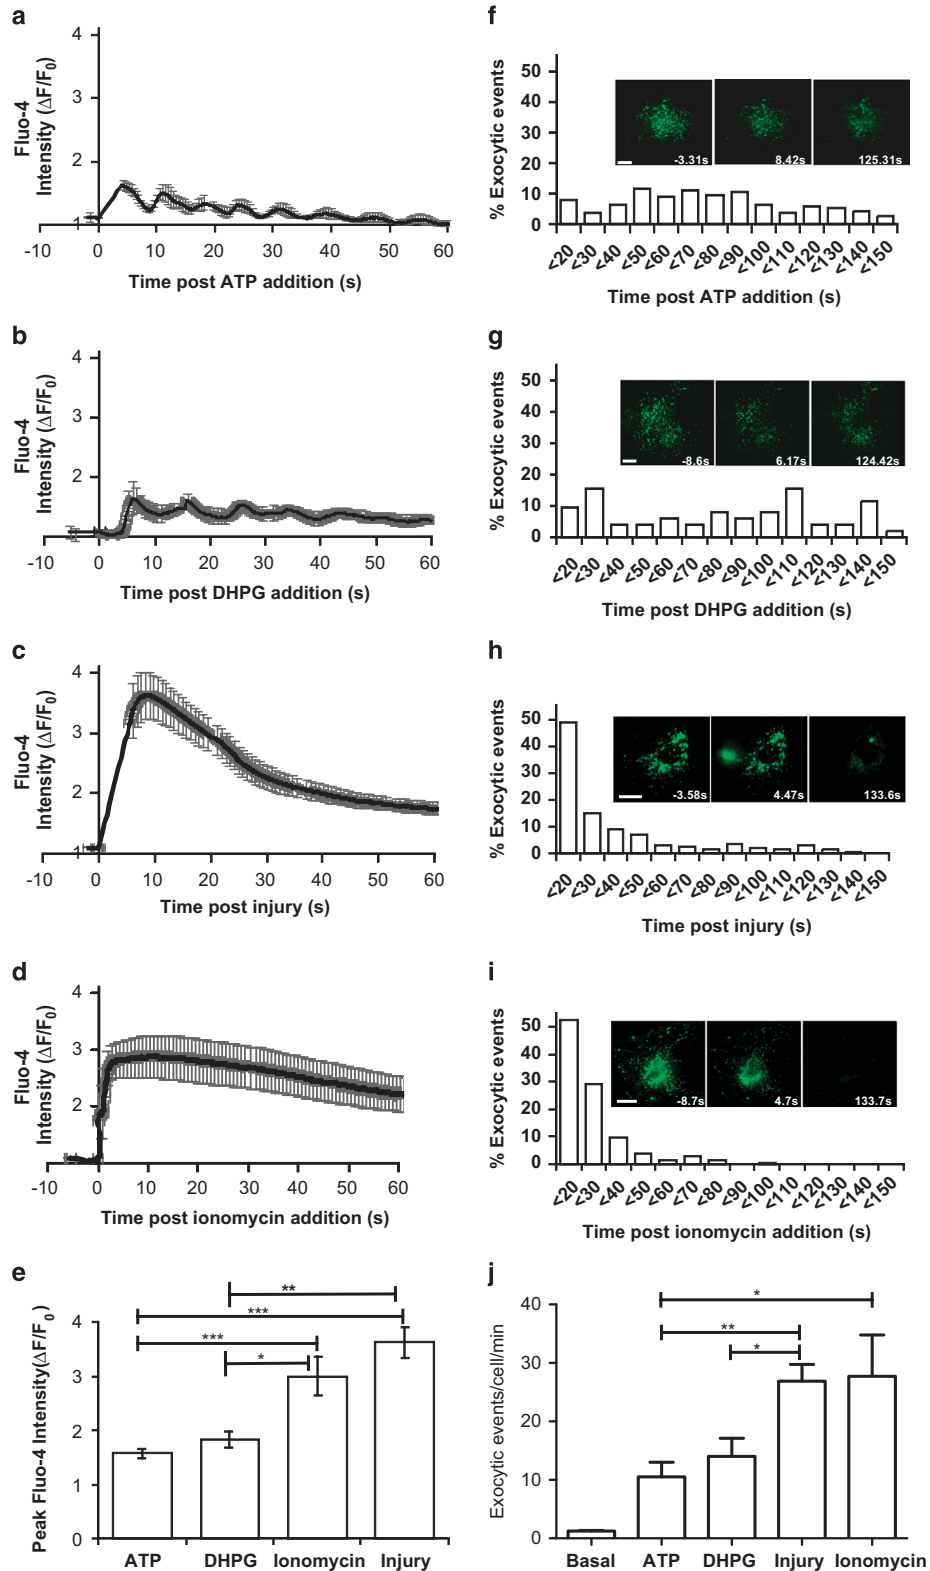 a
4
3
2
1
Fluo-4
Intensity (ΔF/F0)
-10 0 10 20 30 40 50 60
Time post ATP addition (s)
f
50
40
30
20
10
0
% Exocytic events
-3.31s 8.42s 125.31s
<20 <30 <40 <50 <60 <70 <80 <90 <100 <110 <120 <130 <140 <150
Time post ATP addition (s)
b
4
3
2
Fluo-4
Intensity (ΔF/F0)
-10 0 10 20 30 40 50 60
Time post DHPG addition (s)
g
50
40
30
20
10
0
% Exocytic events
-8.6s 6.17s 124.42s
<20 <30 <40 <50 <60 <70 <80 <90 <100 <110 <120 <130 <140 <150
Time post DHPG addition (s)
c
4
3
2
1
Fluo-4
Intensity (ΔF/F0)
-10 0 10 20 30 40 50 60
Time post injury (s)
h
50
40
30
20
10
0
% Exocytic events
-3.58s 4.47s 133.6s
<20 <30 <40 <50 <60 <70 <80 <90 <100 <110 <120 <130 <140 <150
Time post injury (s)
d
4
3
2
Fluo-4
Intensity (ΔF/F0)
-10 0 10 20 30 40 50 60
Time post ionomycin addition (s)
i
50
40
30
20
10
0
% Exocytic events
-8.7s 4.7s 133.7s
<20 <30 <40 <50 <60 <70 <80 <90 <100 <110 <120 <130 <140 <150
Time post ionomycin addition (s)
e
4
3
2
1
0
Peak Fluo-4 Intensity(ΔF/F0)
**
***
***
*
ATP DHPG Ionomycin Injury
j
40
30
20
10
0
Exocytic events/cell/min
*
**
*
Basal ATP DHPG Injury Ionomycin